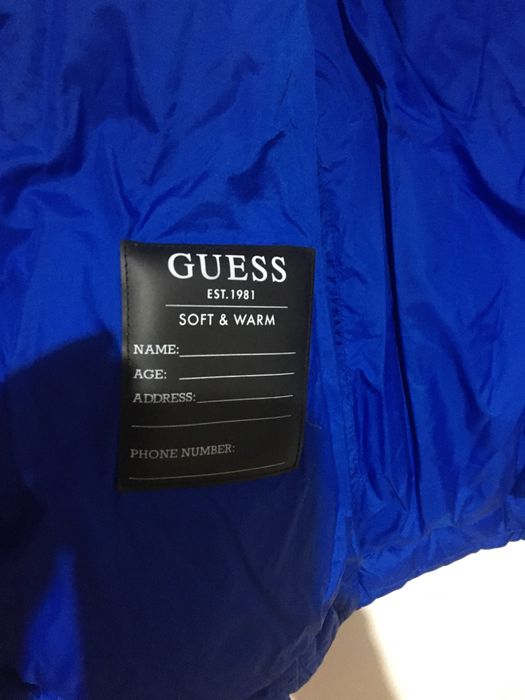 GUESS
EST.1981
SOFT & WARM
NAME:
AGE:
ADDRESS:
PHONE NUMBER: